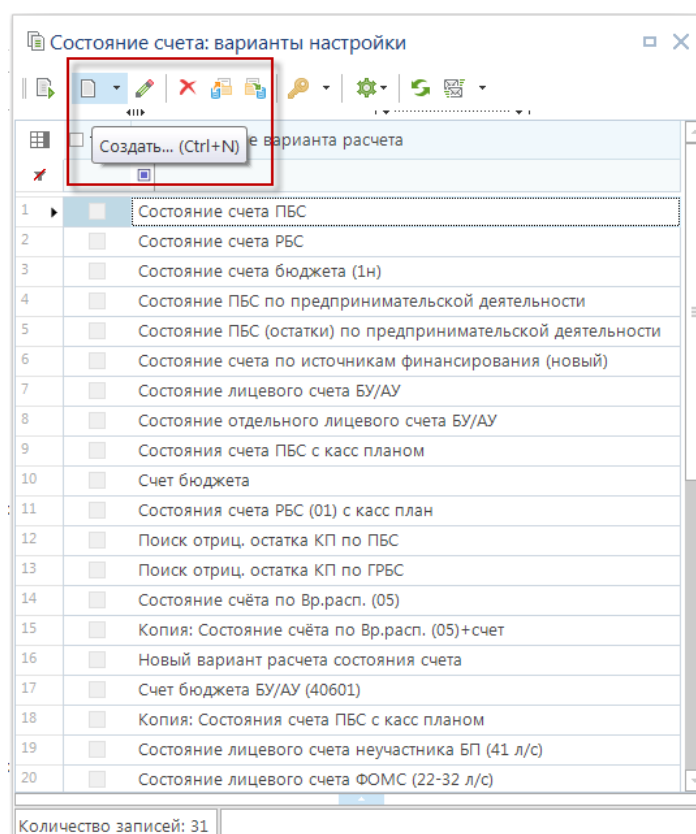 Состояние счета: варианты настройки
Создать... (Ctrl+N)
е варианта расчета
1 Состояние счета ПБС
2 Состояние счета РБС
3 Состояние счета бюджета (1н)
4 Состояние ПБС по предпринимательской деятельности
5 Состояние ПБС (остатки) по предпринимательской деятельности
6 Состояние счета по источникам финансирования (новый)
7 Состояние лицевого счета БУ/АУ
8 Состояние отдельного лицевого счета БУ/АУ
9 Состояния счета ПБС с касс планом
10 Счет бюджета
11 Состояния счета РБС (01) с касс план
12 Поиск отриц. остатка КП по ПБС
13 Поиск отриц. остатка КП по ГРБС
14 Состояние счёта по Вр.расп. (05)
15 Копия: Состояние счёта по Вр.расп. (05)+счет
16 Новый вариант расчета состояния счета
17 Счет бюджета БУ/АУ (40601)
18 Копия: Состояния счета ПБС с касс планом
19 Состояние лицевого счета неучастника БП (41 л/с)
20 Состояние лицевого счета ФОМС (22-32 л/с)
Количество записей: 31